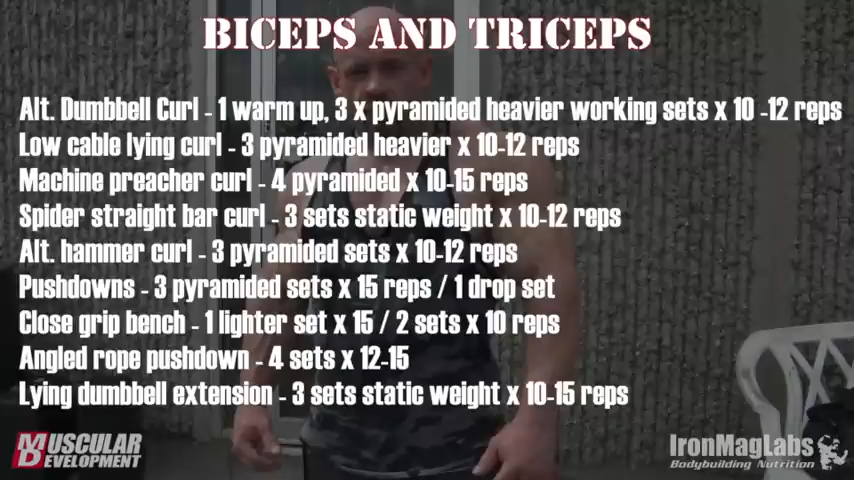 BICEPS AND TRICEPS
Alt. Dumbbell Curl - 1 warm up, 3 x pyramided heavier working sets x 10 -12 reps
Low cable lying curl - 3 pyramided heavier x 10-12 reps
Machine preacher curl - 4 pyramided x 10-15 reps
Spider straight bar curl - 3 sets static weight x 10-12 reps
Alt. hammer curl - 3 pyramided sets x 10-12 reps
Pushdowns - 3 pyramided sets x 15 reps / 1 drop set
Close grip bench - 1 lighter set x 15 / 2 sets x 10 reps
Angled rope pushdown - 4 sets x 12-15
Lying dumbbell extension - 3 sets static weight x 10-15 reps
MUSCULAR
DEVELOPMENT
IronMagLabs
Bodybuilding Nutrition